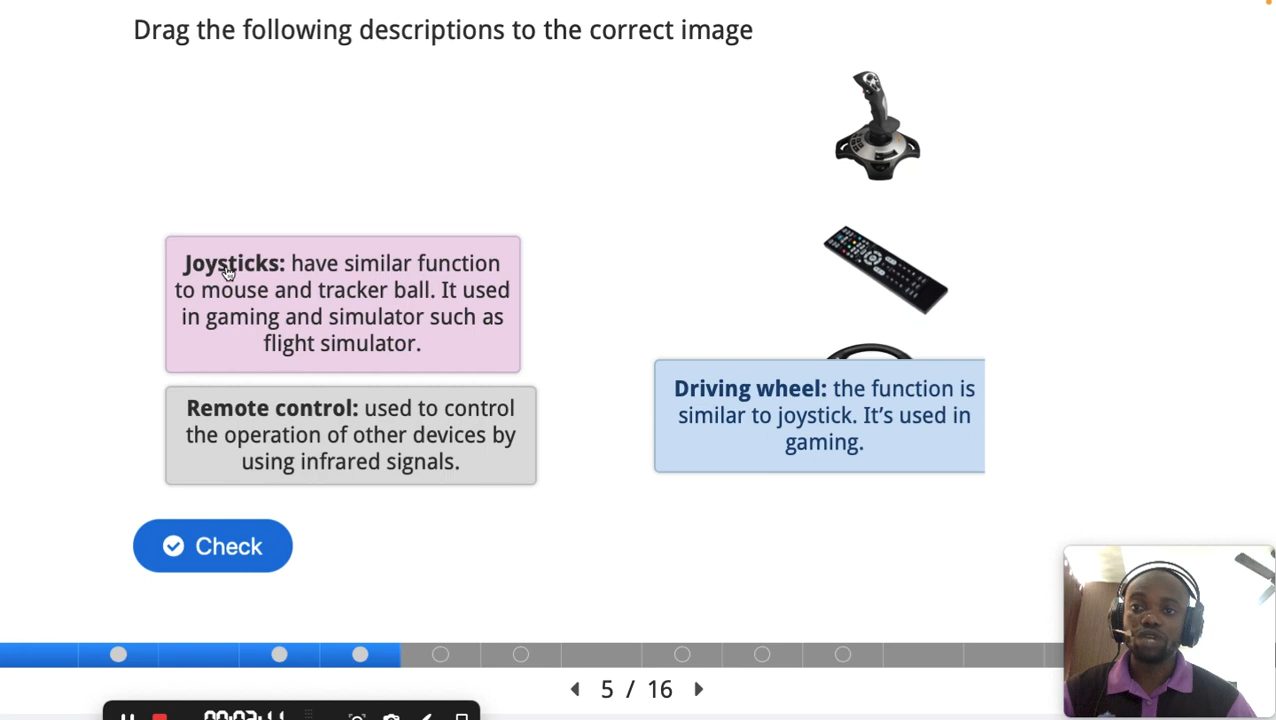 Drag the following descriptions to the correct image
Joysticks: have similar function
to mouse and tracker ball. It used
in gaming and simulator such as
flight simulator.
Remote control: used to control
the operation of other devices by
using infrared signals.
Driving wheel: the function is
similar to joystick. It’s used in
gaming.
Check
5 / 16